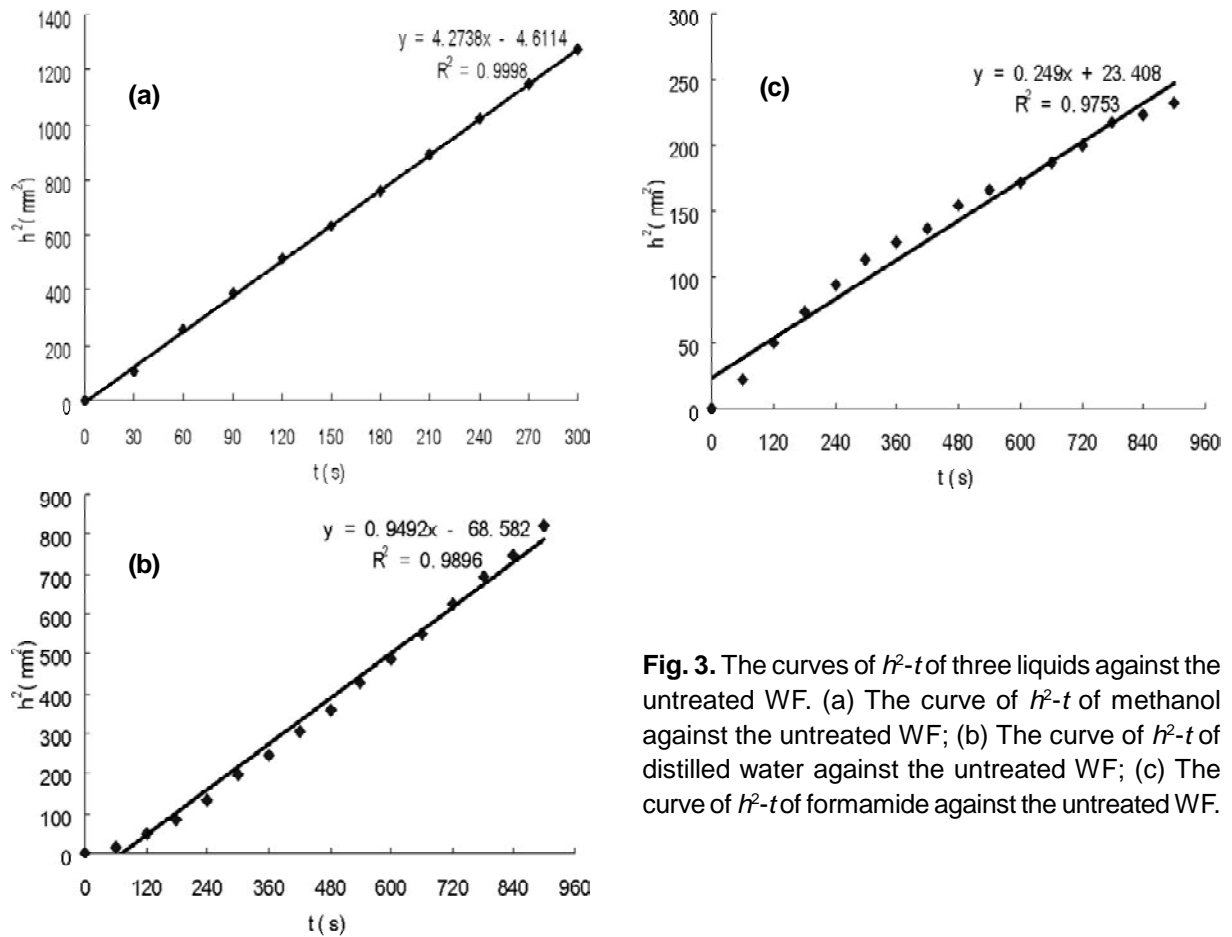 (a)
y = 4.2738x - 4.6114
R² = 0.9998
1400
1200
1000
800
600
400
200
0
h²(mm²)
0 30 60 90 120 150 180 210 240 270 300
t(s)
(c)
y = 0.249x + 23.408
R² = 0.9753
300
250
200
150
100
50
0
h²(mm²)
0 120 240 360 480 600 720 840 960
t(s)
(b)
y = 0.9492x - 68.582
R² = 0.9896
900
800
700
600
500
400
300
200
100
0
h²(mm²)
0 120 240 360 480 600 720 840 960
t(s)
Fig. 3. The curves of h²-t of three liquids against the
untreated WF. (a) The curve of h²-t of methanol
against the untreated WF; (b) The curve of h²-t of
distilled water against the untreated WF; (c) The
curve of h²-t of formamide against the untreated WF.